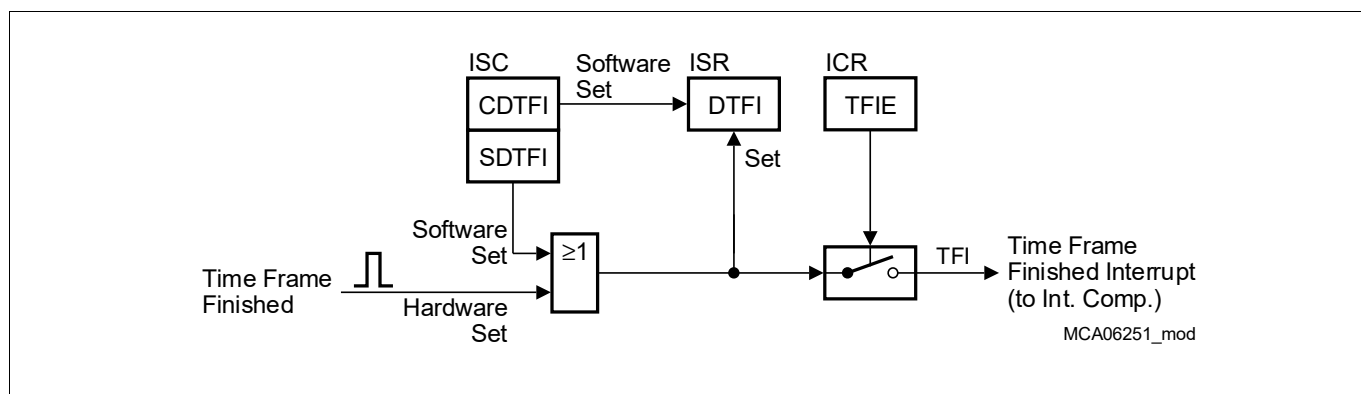 ISC
Software
Set
ISR
ICR
CDTFI
DTFI
TFIE
SDTFI
Set
Software
Set
≥1
Time Frame
Finished
Hardware
Set
TFI
Time Frame
Finished Interrupt
(to Int. Comp.)
MCA06251_mod